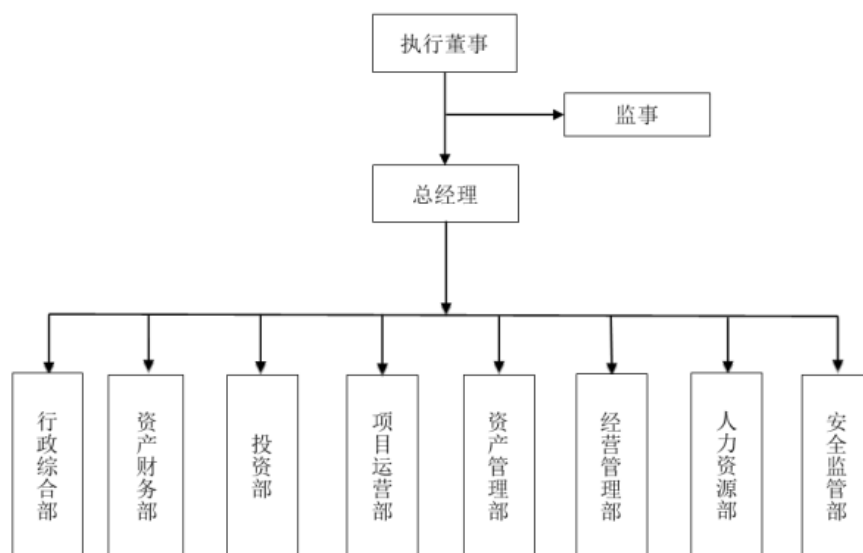 执行董事
监事
总经理
行政综合部
资产财务部
投资部
项目运营部
资产管理部
经营管理部
人力资源部
安全监管部